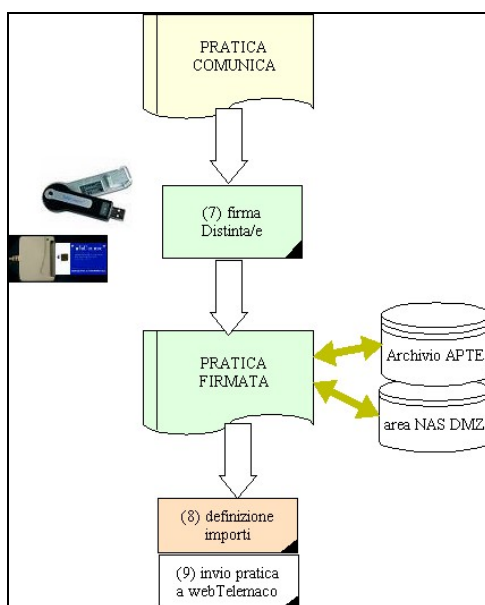 PRATICA
COMUNICA
(7) firma
Distinta/e
PRATICA
FIRMATA
Archivio APTE
area NAS DMZ
(8) definizione
importi
(9) invio pratica
a webTelemaco